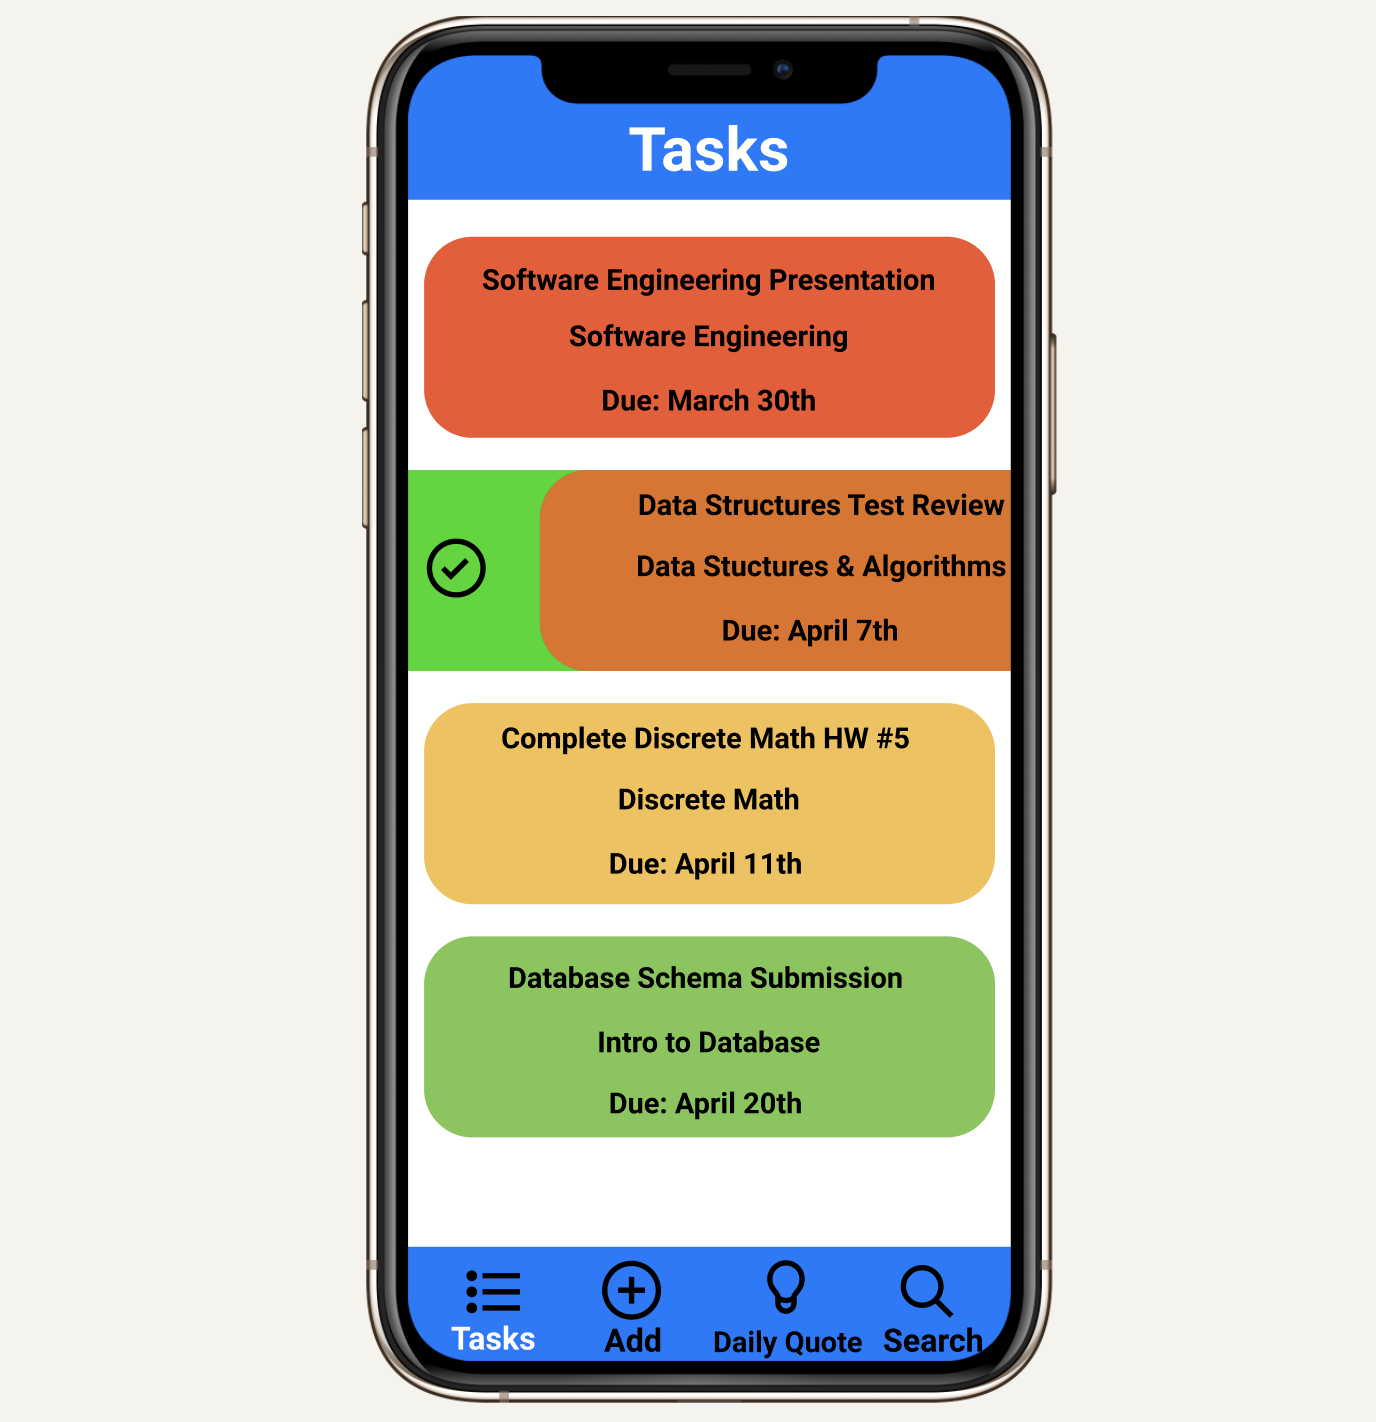 Tasks
Software Engineering Presentation
Software Engineering
Due: March 30th
Data Structures Test Review
Data Stuctures & Algorithms
Due: April 7th
Complete Discrete Math HW #5
Discrete Math
Due: April 11th
Database Schema Submission
Intro to Database
Due: April 20th
Tasks Add Daily Quote Search